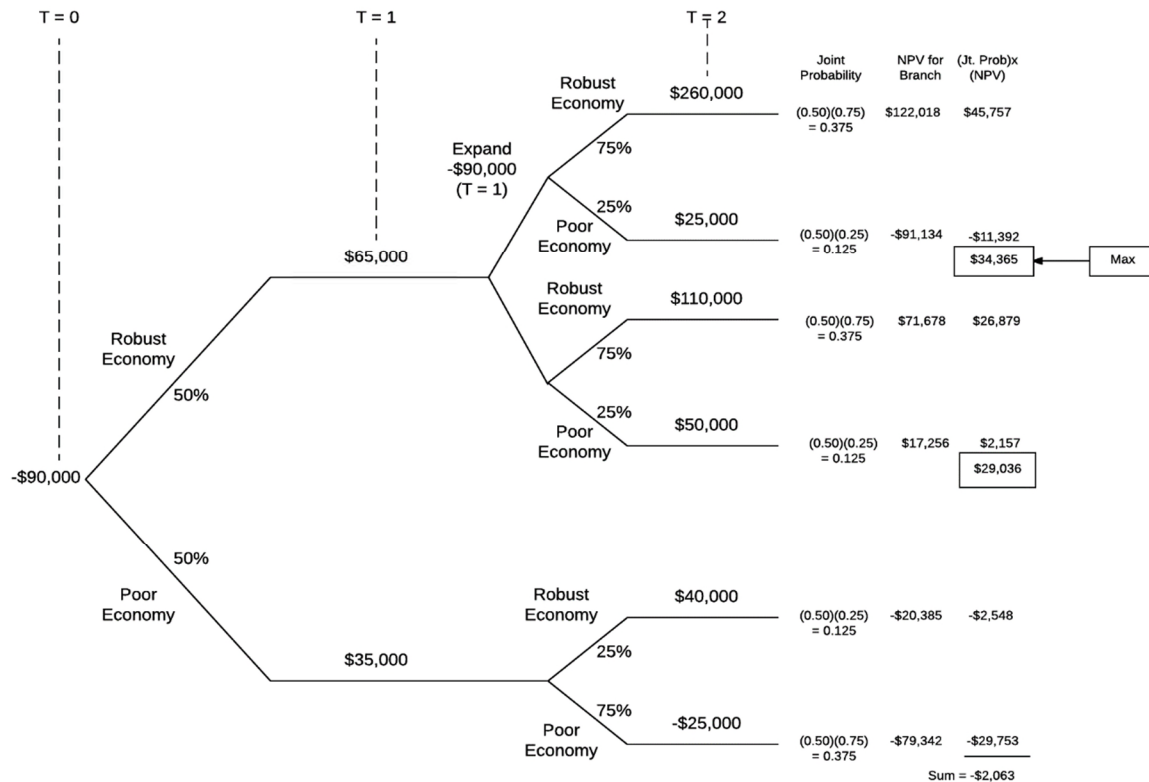 T = 0
T = 1
T = 2
Joint
Probability
NPV for
Branch
(Jt. Prob)x
(NPV)
Robust
Economy
$260,000
(0.50)(0.75)
= 0.375
$122,018
$45,757
75%
Expand
-$90,000
(T = 1)
25%
Poor
Economy
$25,000
(0.50)(0.25)
= 0.125
-$91,134
-$11,392
$34,365
Max
$65,000
Robust
Economy
$110,000
(0.50)(0.75)
= 0.375
$71,678
$26,879
75%
Robust
Economy
50%
25%
Poor
Economy
$50,000
(0.50)(0.25)
= 0.125
$17,256
$2,157
$29,036
-$90,000
50%
Poor
Economy
Robust
Economy
$40,000
(0.50)(0.25)
= 0.125
-$20,385
-$2,548
25%
$35,000
75%
Poor
Economy
-$25,000
(0.50)(0.75)
= 0.375
-$79,342
-$29,753
Sum = -$2,063